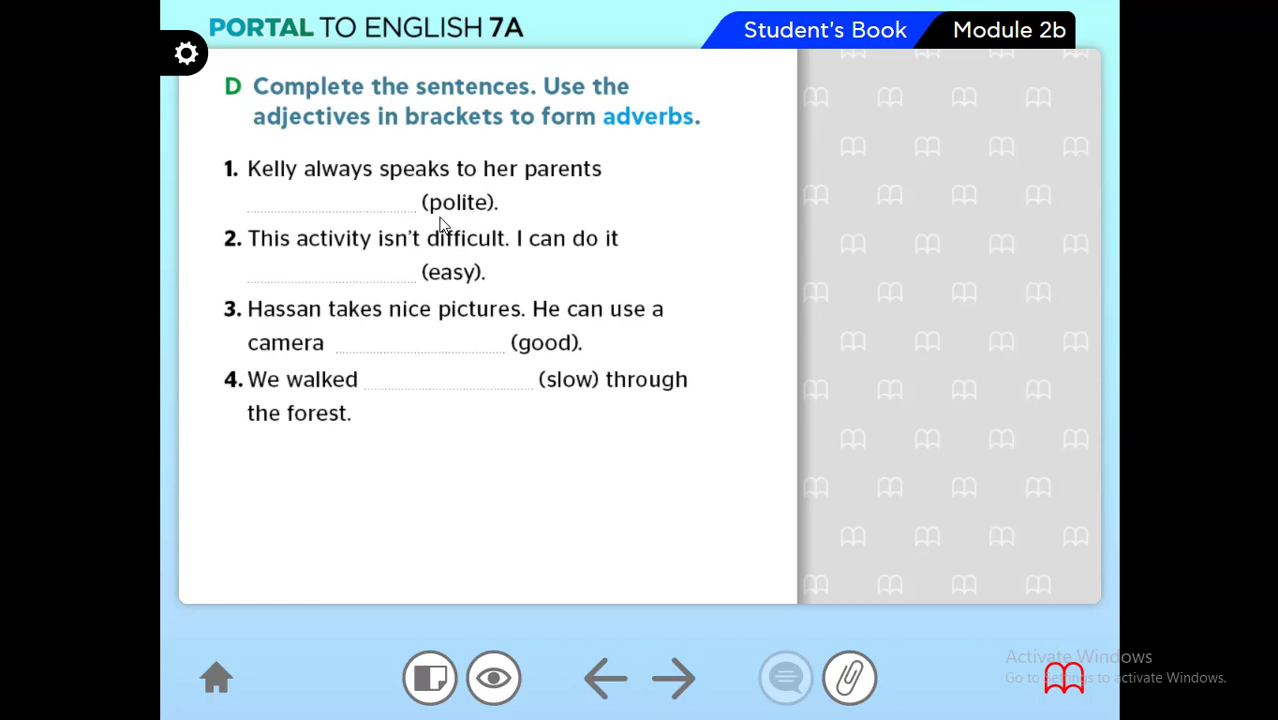 PORTAL TO ENGLISH 7A
Student's Book
Module 2b
D Complete the sentences. Use the
adjectives in brackets to form adverbs.
1. Kelly always speaks to her parents
(polite).
2. This activity isn't difficult. I can do it
(easy).
3. Hassan takes nice pictures. He can use a
camera (good).
4. We walked (slow) through
the forest.
Activate Windows
Go to Settings to activate Windows.